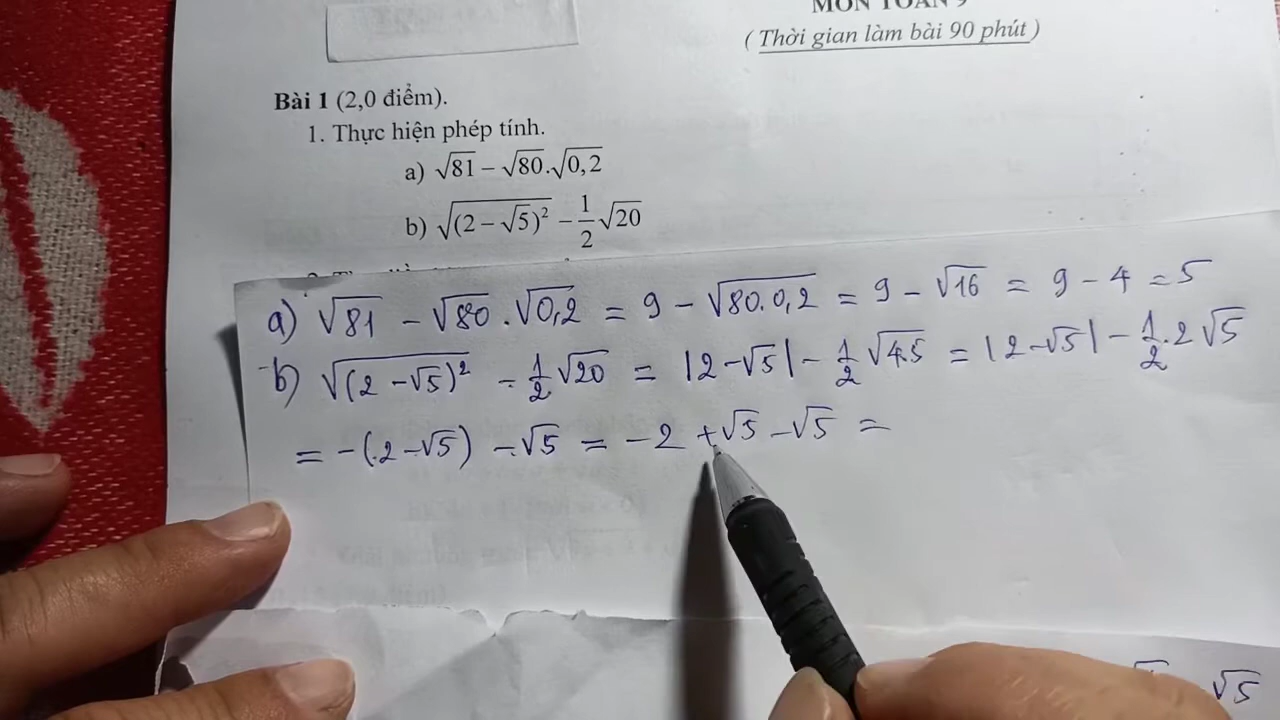 MÔN TOÁN 9
( Thời gian làm bài 90 phút )
Bài 1 (2,0 điểm).
1. Thực hiện phép tính.
a) √81 – √80.√0,2
b) √(2 – √5)² – 1/2 √20
a) √81 - √80 . √0,2 = 9 - √80.0,2 = 9 - √16 = 9 - 4 = 5
b) √(2 - √5)² - 1/2 √20 = |2 - √5| - 1/2 √4.5 = |2 - √5| - 1/2 . 2√5
= -(2 - √5) - √5 = -2 + √5 - √5 =
√5